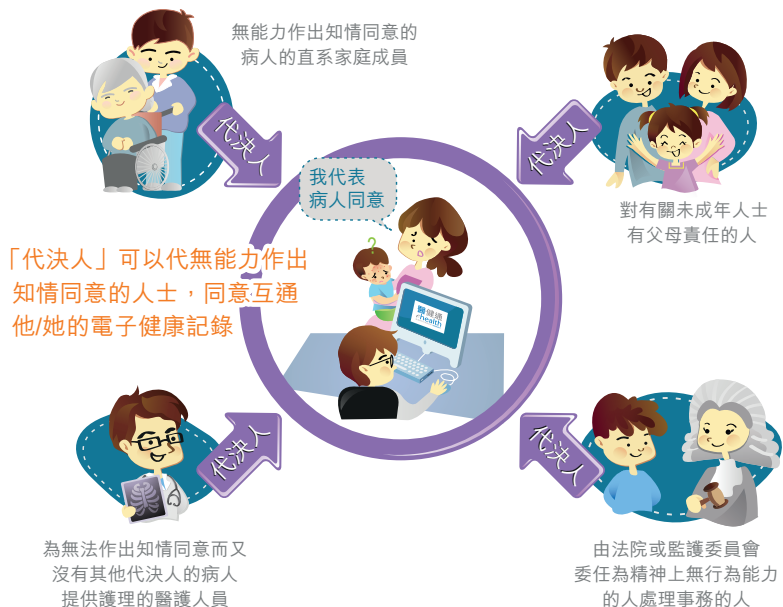 無能力作出知情同意的
病人的直系家庭成員
代決人
代決人
我代表
病人同意
對有關未成年人士
有父母責任的人
「代決人」可以代無能力作出
知情同意的人士，同意互通
他/她的電子健康記錄
醫健通
ehealth
代決人
代決人
為無法作出知情同意而又
沒有其他代決人的病人
提供護理的醫護人員
由法院或監護委員會
委任為精神上無行為能力
的人處理事務的人